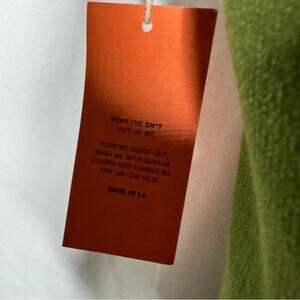 WEAR THE SH*T
OUT OF ME
TURN ME INSIDE OUT,
WASH ME WITH SIMILAR
COLORS AND TUMBLE ME
DRY ON LOW HEAT
MADE IN LA